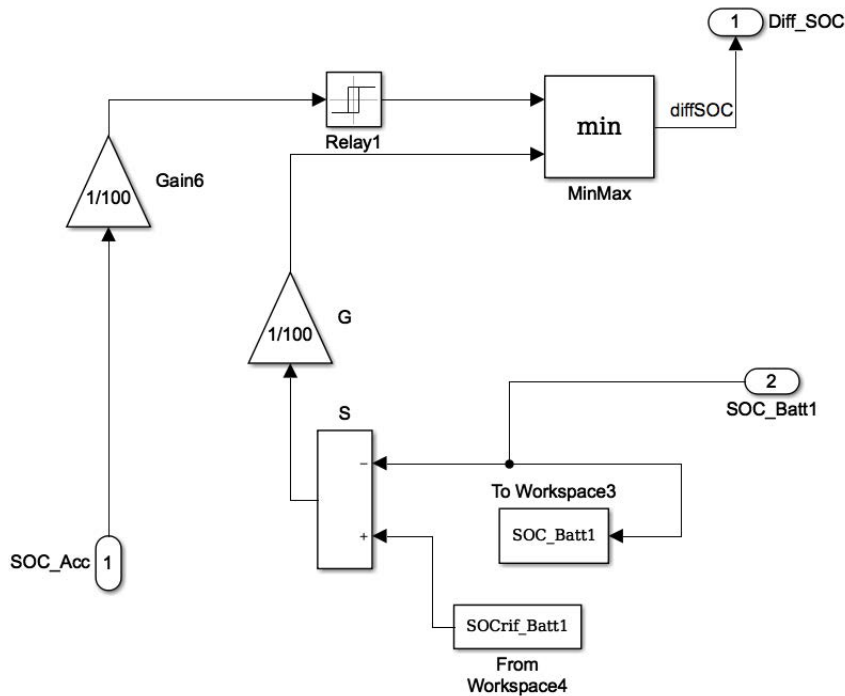 1
Diff_SOC
diffSOC
min
MinMax
Relay1
Gain6
1/100
G
1/100
2
SOC_Batt1
S
−
+
To Workspace3
SOC_Batt1
SOC_Acc
1
SOCrif_Batt1
From
Workspace4